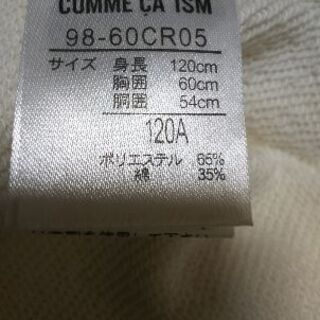 COMME ÇA ISM
98-60CR05
サイズ 身長 120cm
胸囲 60cm
胴囲 54cm
120A
ポリエステル 65%
綿 35%